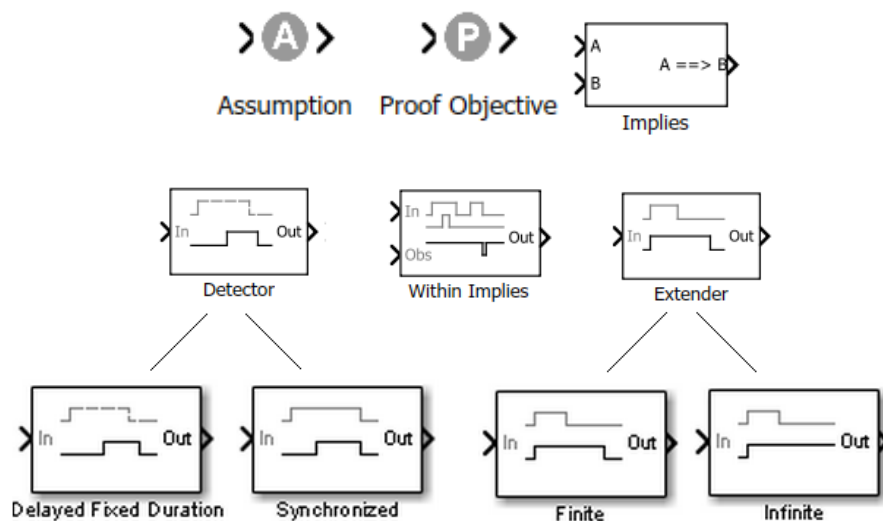 A P
A
A ==> B
B
Assumption Proof Objective
Implies
In Out
In Out
Obs
In Out
Detector Within Implies Extender
In Out In Out In Out In Out
Delayed Fixed Duration Synchronized Finite Infinite